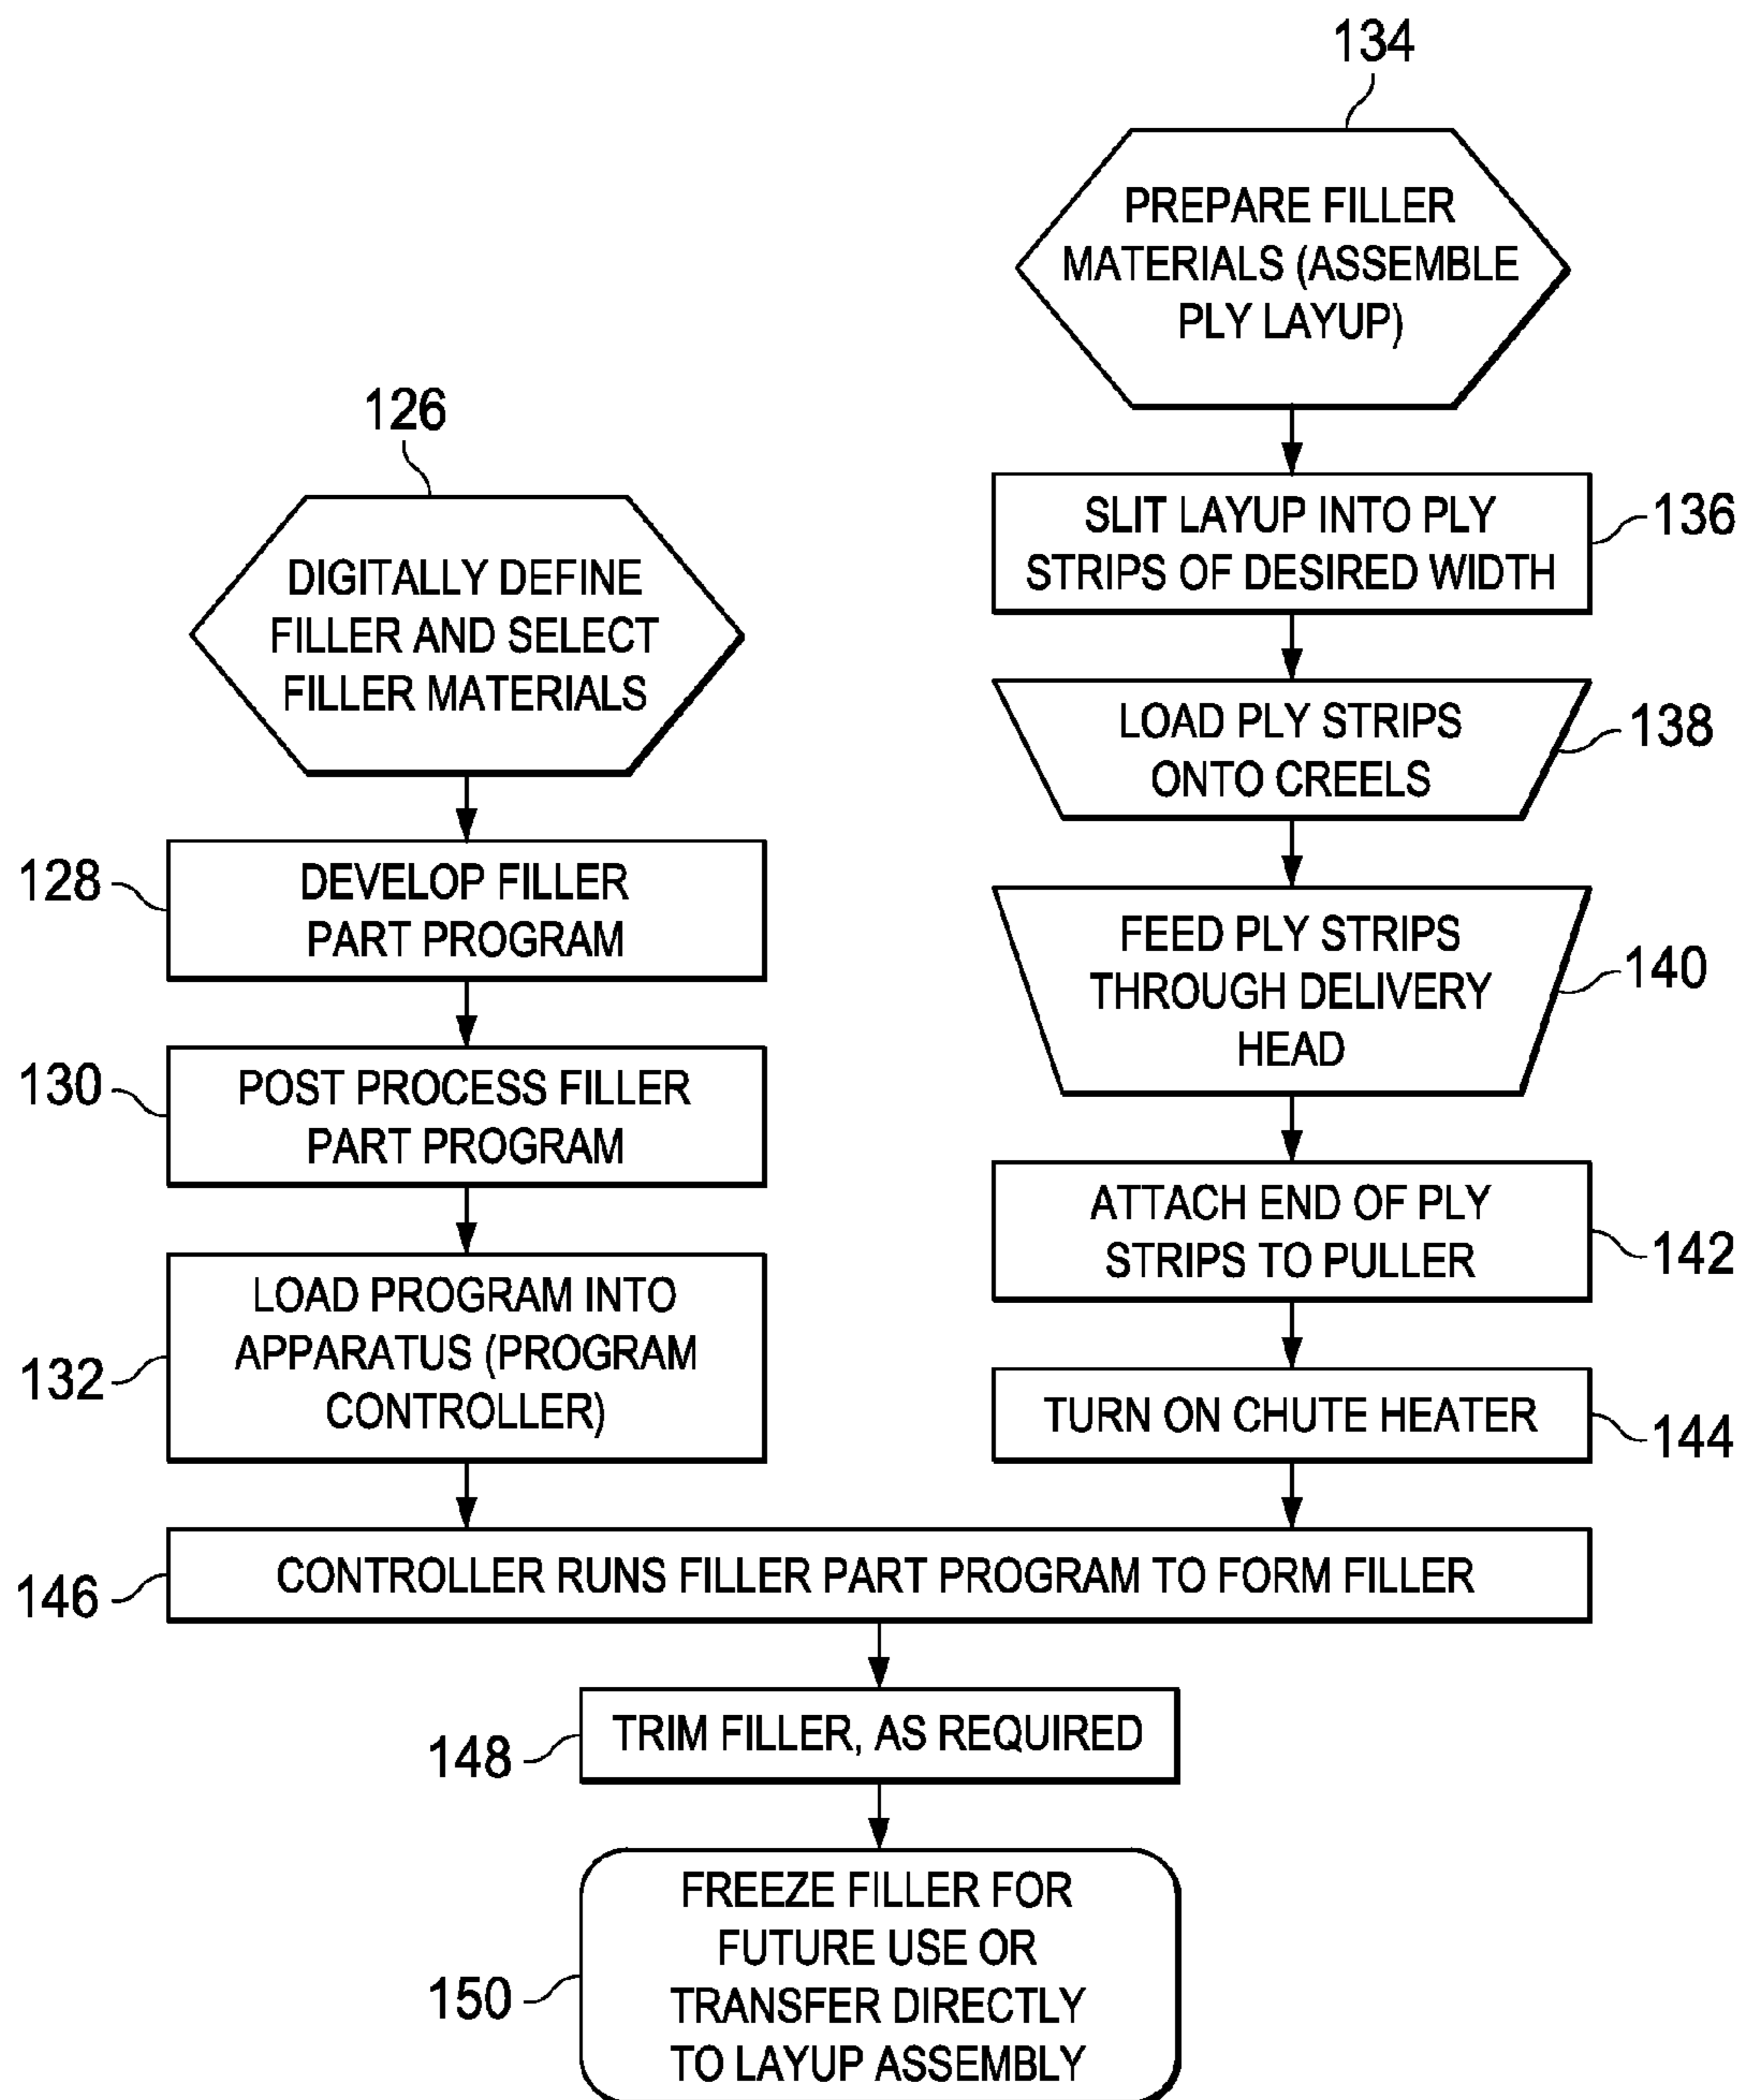 134
PREPARE FILLER
MATERIALS (ASSEMBLE
PLY LAYUP)
126
DIGITALLY DEFINE
FILLER AND SELECT
FILLER MATERIALS
SLIT LAYUP INTO PLY
STRIPS OF DESIRED WIDTH
136
LOAD PLY STRIPS
ONTO CREELS
138
128
DEVELOP FILLER
PART PROGRAM
FEED PLY STRIPS
THROUGH DELIVERY
HEAD
140
130
POST PROCESS FILLER
PART PROGRAM
ATTACH END OF PLY
STRIPS TO PULLER
142
132
LOAD PROGRAM INTO
APPARATUS (PROGRAM
CONTROLLER)
TURN ON CHUTE HEATER
144
146
CONTROLLER RUNS FILLER PART PROGRAM TO FORM FILLER
148
TRIM FILLER, AS REQUIRED
150
FREEZE FILLER FOR
FUTURE USE OR
TRANSFER DIRECTLY
TO LAYUP ASSEMBLY